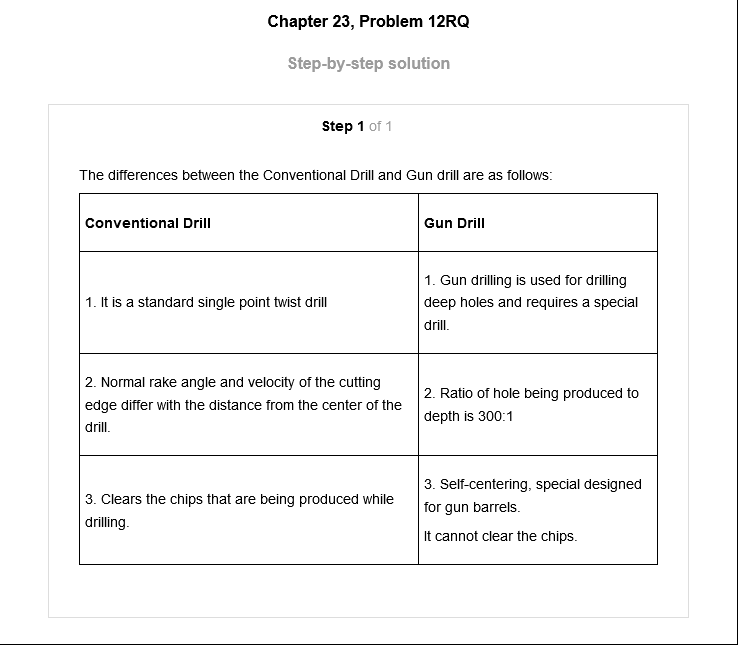 Chapter 23, Problem 12RQ
Step-by-step solution
Step 1 of 1
The differences between the Conventional Drill and Gun drill are as follows:
Conventional Drill
Gun Drill
1. It is a standard single point twist drill
1. Gun drilling is used for drilling
deep holes and requires a special
drill.
2. Normal rake angle and velocity of the cutting
edge differ with the distance from the center of the
drill.
2. Ratio of hole being produced to
depth is 300:1
3. Clears the chips that are being produced while
drilling.
3. Self-centering, special designed
for gun barrels.
It cannot clear the chips.